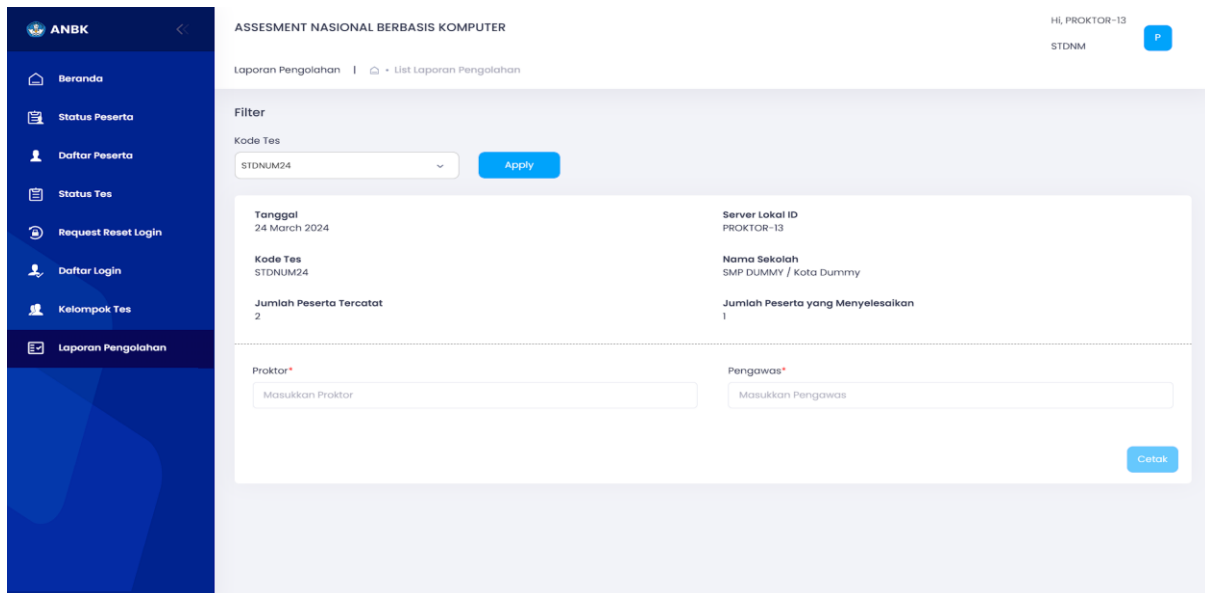 ANBK
Beranda
Status Peserta
Daftar Peserta
Status Tes
Request Reset Login
Daftar Login
Kelompok Tes
Laporan Pengolahan
ASSESMENT NASIONAL BERBASIS KOMPUTER
Hi, PROKTOR-13
STDNM
P
Laporan Pengolahan | • List Laporan Pengolahan
Filter
Kode Tes
STDNUM24
Apply
Tanggal
24 March 2024
Server Lokal ID
PROKTOR-13
Kode Tes
STDNUM24
Nama Sekolah
SMP DUMMY / Kota Dummy
Jumlah Peserta Tercatat
2
Jumlah Peserta yang Menyelesaikan
1
Proktor*
Masukkan Proktor
Pengawas*
Masukkan Pengawas
Cetak